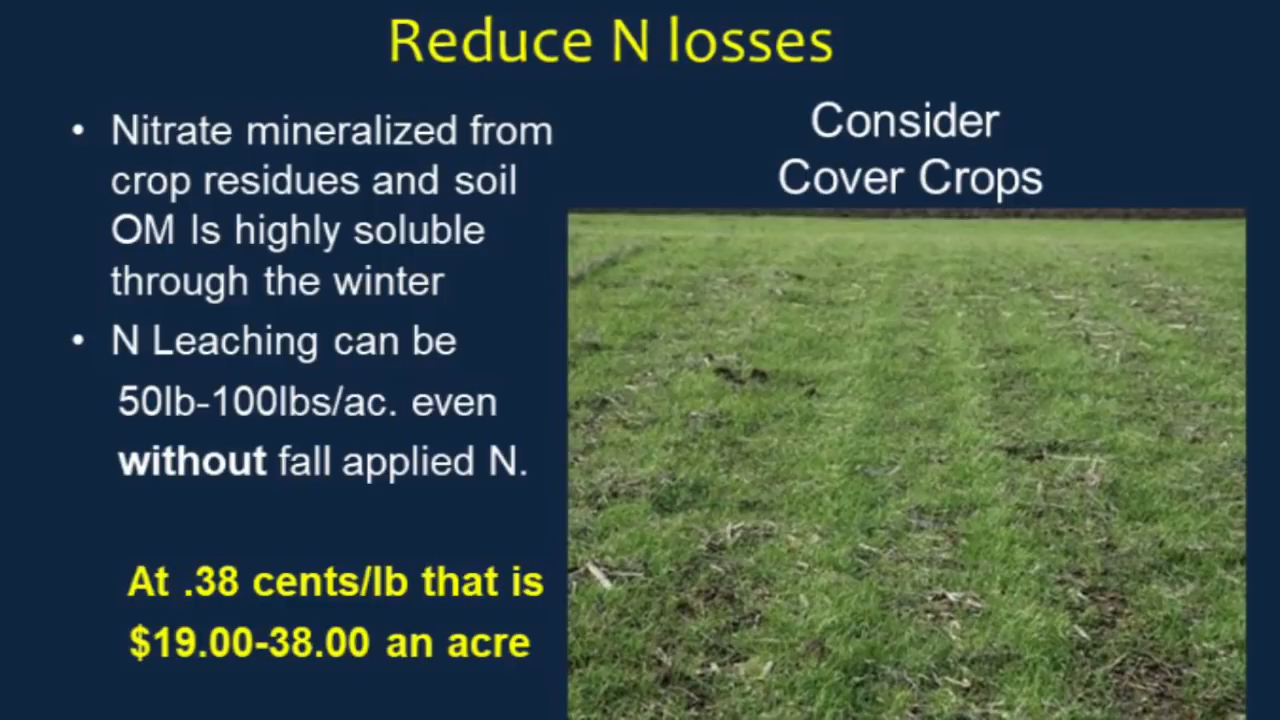 Reduce N losses
• Nitrate mineralized from
crop residues and soil
OM Is highly soluble
through the winter
• N Leaching can be
50lb-100lbs/ac. even
without fall applied N.
At .38 cents/lb that is
$19.00-38.00 an acre
Consider
Cover Crops